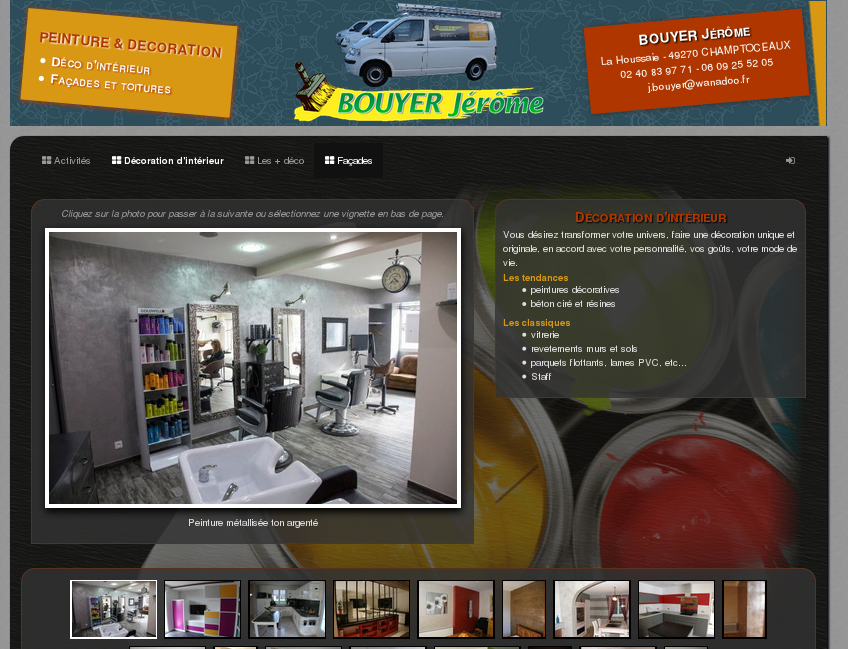 PEINTURE & DECORATION
• DÉCO D'INTÉRIEUR
• FAÇADES ET TOITURES
BOUYER Jérôme
BOUYER JÉRÔME
La Houssaie - 49270 CHAMPTOCEAUX
02 40 83 97 71 - 06 09 25 52 05
j.bouyer@wanadoo.fr
Activités
Décoration d'intérieur
Les + déco
Façades
Cliquez sur la photo pour passer à la suivante ou sélectionnez une vignette en bas de page.
Peinture métallisée ton argenté
DÉCORATION D'INTÉRIEUR
Vous désirez transformer votre univers, faire une décoration unique et
originale, en accord avec votre personnalité, vos goûts, votre mode de
vie.
Les tendances
• peintures décoratives
• béton ciré et résines
Les classiques
• vitrerie
• revetements murs et sols
• parquets flottants, lames PVC, etc...
• Staff